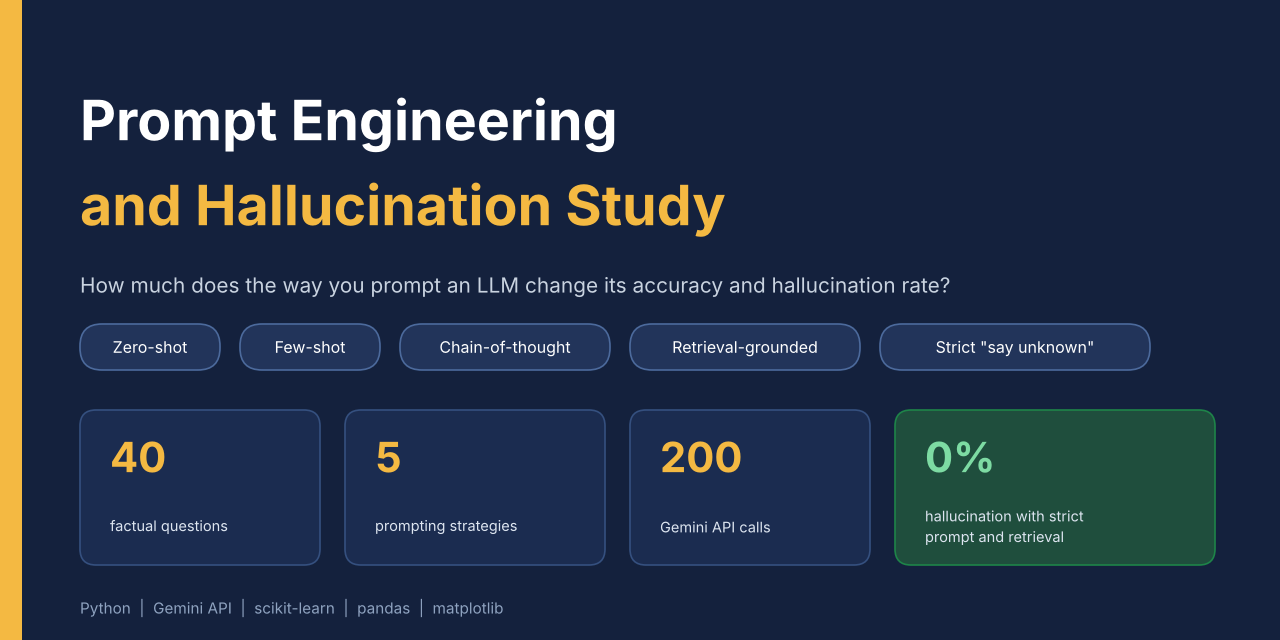 Prompt Engineering
and Hallucination Study
How much does the way you prompt an LLM change its accuracy and hallucination rate?
Zero-shot
Few-shot
Chain-of-thought
Retrieval-grounded
Strict "say unknown"
40
factual questions
5
prompting strategies
200
Gemini API calls
0%
hallucination with strict
prompt and retrieval
Python | Gemini API | scikit-learn | pandas | matplotlib